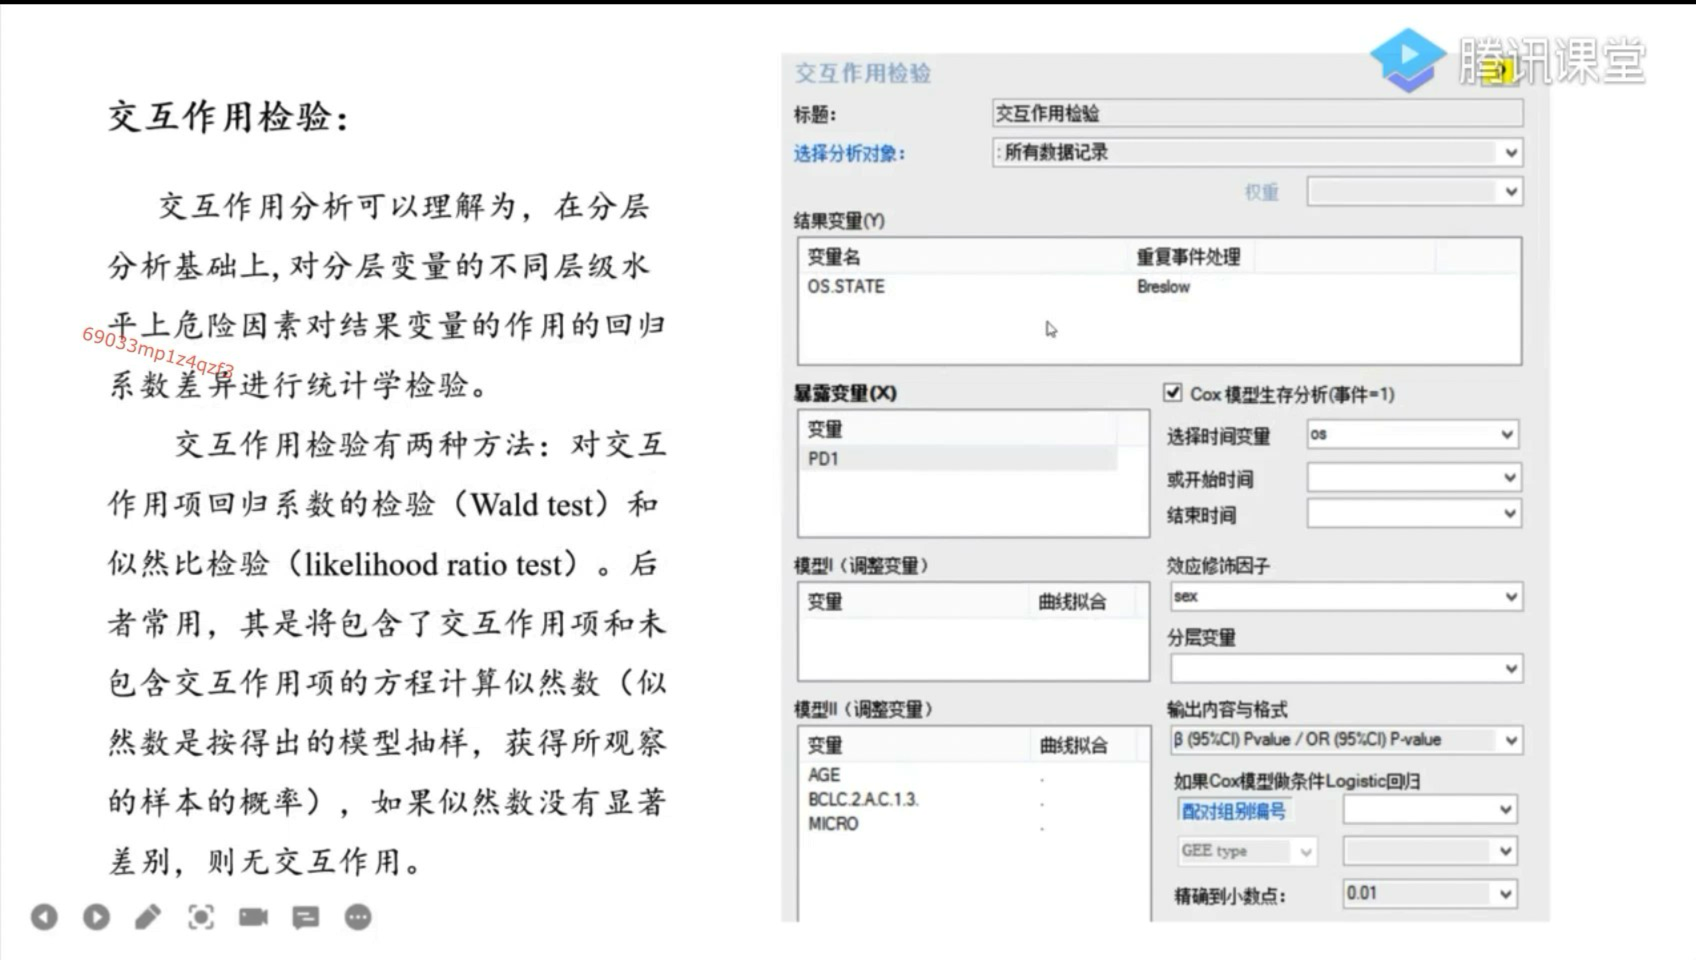 腾讯课堂
交互作用检验：
交互作用分析可以理解为，在分层
分析基础上,对分层变量的不同层级水
平上危险因素对结果变量的作用的回归
系数差异进行统计学检验。
交互作用检验有两种方法：对交互
作用项回归系数的检验（Wald test）和
似然比检验（likelihood ratio test）。后
者常用，其是将包含了交互作用项和未
包含交互作用项的方程计算似然数（似
然数是按得出的模型抽样，获得所观察
的样本的概率），如果似然数没有显著
差别，则无交互作用。
69033mp1z4qzf3
交互作用检验
标题：
交互作用检验
选择分析对象：
: 所有数据记录
权重
结果变量(Y)
变量名 重复事件处理
OS.STATE Breslow
暴露变量(X)
变量
PD1
Cox 模型生存分析(事件=1)
选择时间变量 os
或开始时间
结束时间
模型I（调整变量）
变量 曲线拟合
效应修饰因子
sex
分层变量
模型II（调整变量）
变量 曲线拟合
AGE .
BCLC.2.A.C.1.3. .
MICRO .
输出内容与格式
β (95%CI) Pvalue / OR (95%CI) P-value
如果Cox模型做条件Logistic回归
配对组别编号
GEE type
精确到小数点： 0.01